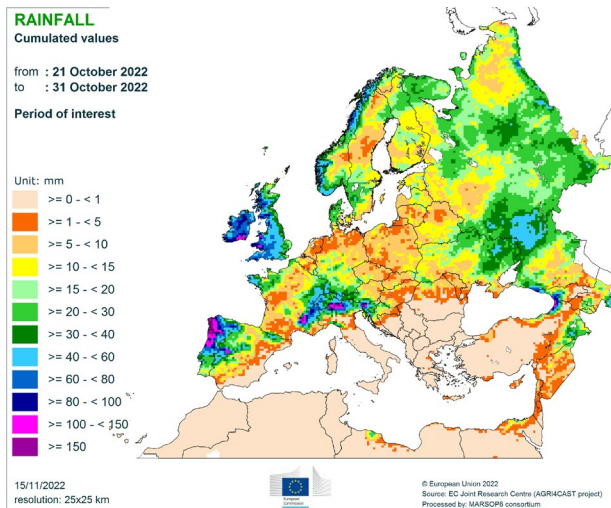 RAINFALL
Cumulated values
from : 21 October 2022
to : 31 October 2022
Period of interest
Unit: mm
>= 0 - < 1
>= 1 - < 5
>= 5 - < 10
>= 10 - < 15
>= 15 - < 20
>= 20 - < 30
>= 30 - < 40
>= 40 - < 60
>= 60 - < 80
>= 80 - < 100
>= 100 - < 150
>= 150
15/11/2022
resolution: 25x25 km
European
Commission
© European Union 2022
Source: EC Joint Research Centre (AGRI4CAST project)
Processed by: MARSOP6 consortium